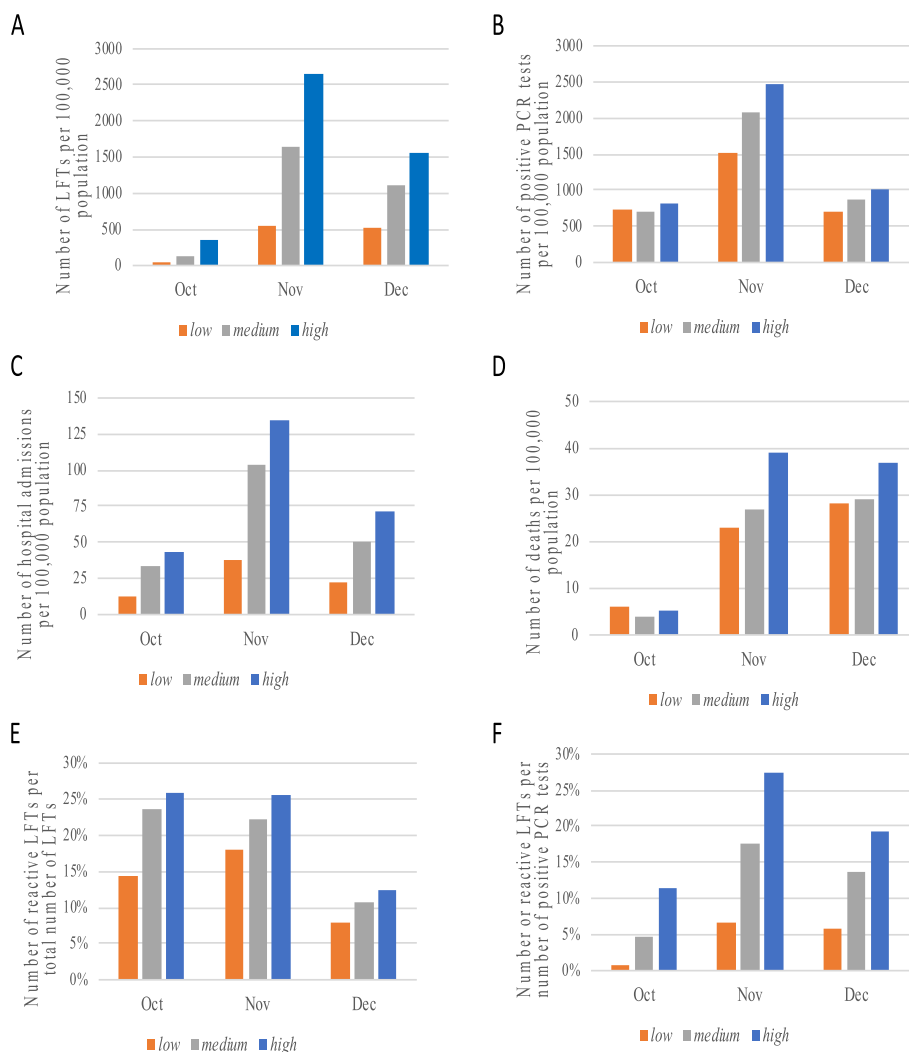 A
Number of LFTs per 100,000
population
3000
2500
2000
1500
1000
500
0
Oct Nov Dec
low medium high
B
Number of positive PCR tests
per 100,000 population
3000
2500
2000
1500
1000
500
0
Oct Nov Dec
low medium high
C
Number of hospital admissions
per 100,000 population
150
125
100
75
50
25
0
Oct Nov Dec
low medium high
D
Number of deaths per 100,000
population
50
40
30
20
10
0
Oct Nov Dec
low medium high
E
Number of reactive LFTs per
total number of LFTs
30%
25%
20%
15%
10%
5%
0%
Oct Nov Dec
low medium high
F
Number or reactive LFTs per
number of positive PCR tests
30%
25%
20%
15%
10%
5%
0%
Oct Nov Dec
low medium high